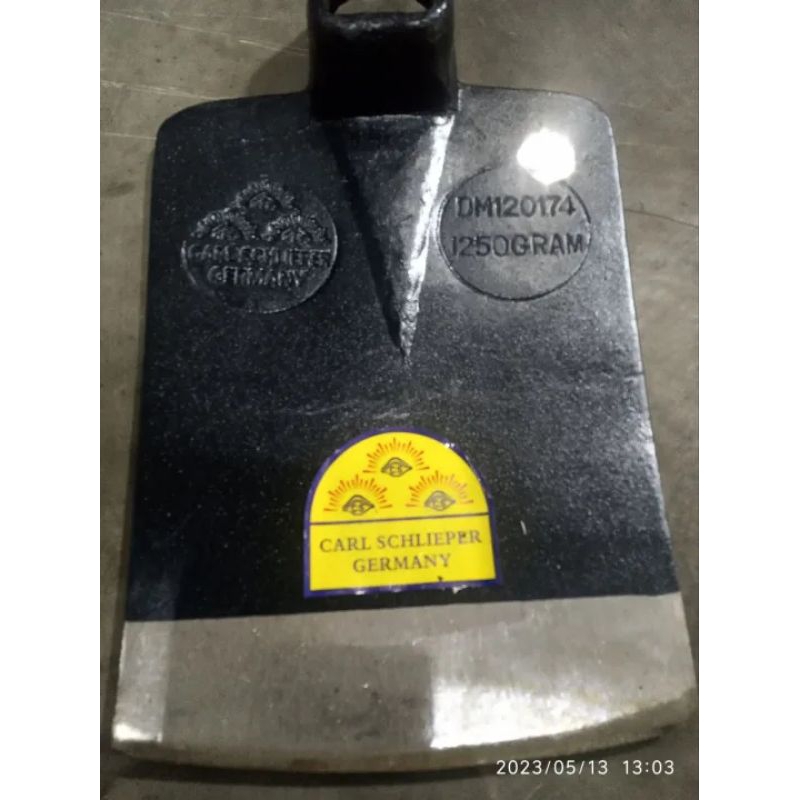 CARL SCHLIEPER
GERMANY
DM120174
1250GRAM
CARL SCHLIEPER
GERMANY
2023/05/13 13:03